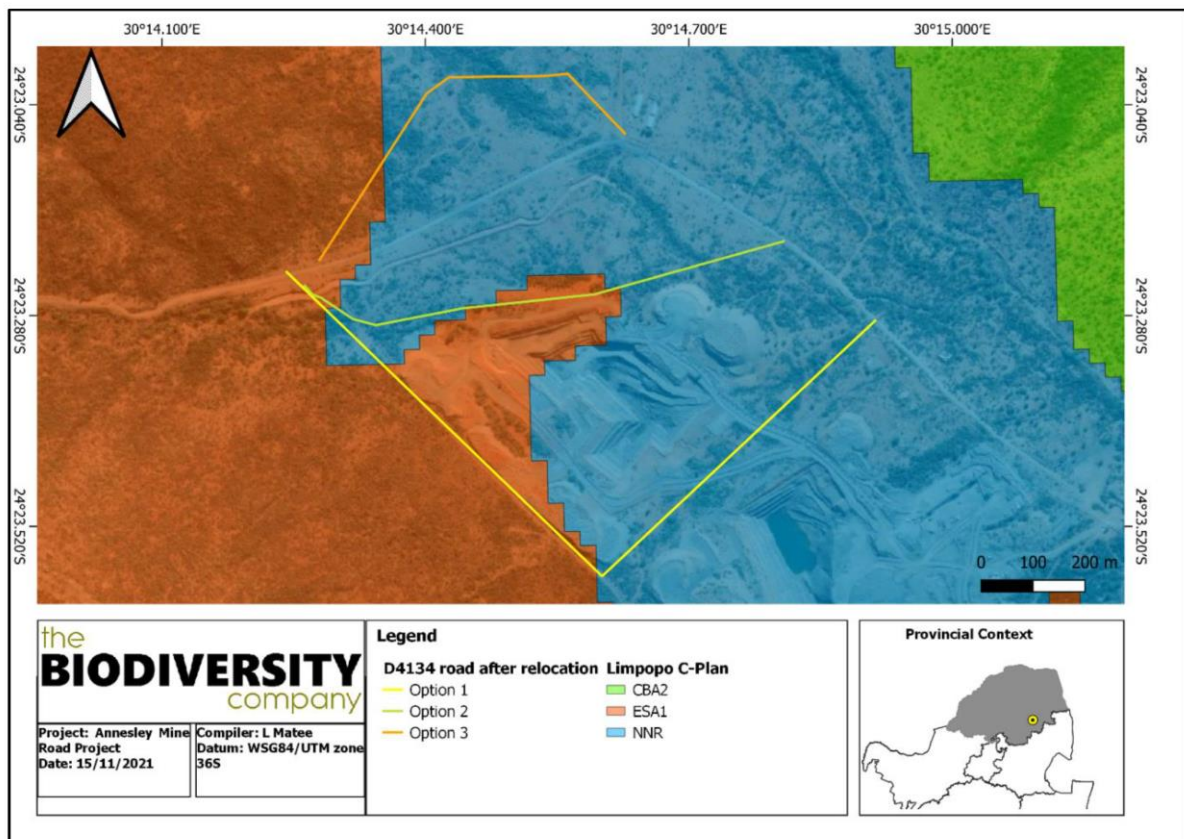 30°14.100'E 30°14.400'E 30°14.700'E 30°15.000'E
24°23.040'S 24°23.040'S
24°23.280'S 24°23.280'S
24°23.520'S 24°23.520'S
0 100 200 m
the
BIODIVERSITY
company
Project: Annesley Mine
Road Project
Date: 15/11/2021
Compiler: L Matee
Datum: WSG84/UTM zone
36S
Legend
D4134 road after relocation
Option 1
Option 2
Option 3
Limpopo C-Plan
CBA2
ESA1
NNR
Provincial Context